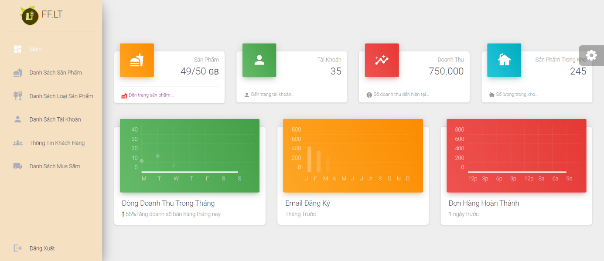 FF.LT
Menu
Danh Sách Sản Phẩm
Danh Sách Loại Sản Phẩm
Danh Sách Tài Khoản
Thông Tin Khách Hàng
Danh Sách Mua Sắm
Đăng Xuất
Sản Phẩm
49/50 GB
Đến trang sản phẩm...
Tài Khoản
35
Đến trang tài khoản
Doanh Thu
750.000
Số doanh thu đến hiện tại...
Sản Phẩm Trong Kho
245
Số lượng trong kho...
40
30
20
10
0
M T W T F S S
Dòng Doanh Thu Trong Tháng
55% tăng doanh số bán hàng tháng này
800
600
400
200
0
J F M A M J J A S O N D
Email Đăng Ký
Tháng Trước
800
600
400
200
0
12p 3p 6p 9p 12p 3a 6a 9a
Đơn Hàng Hoàn Thành
1 ngày trước